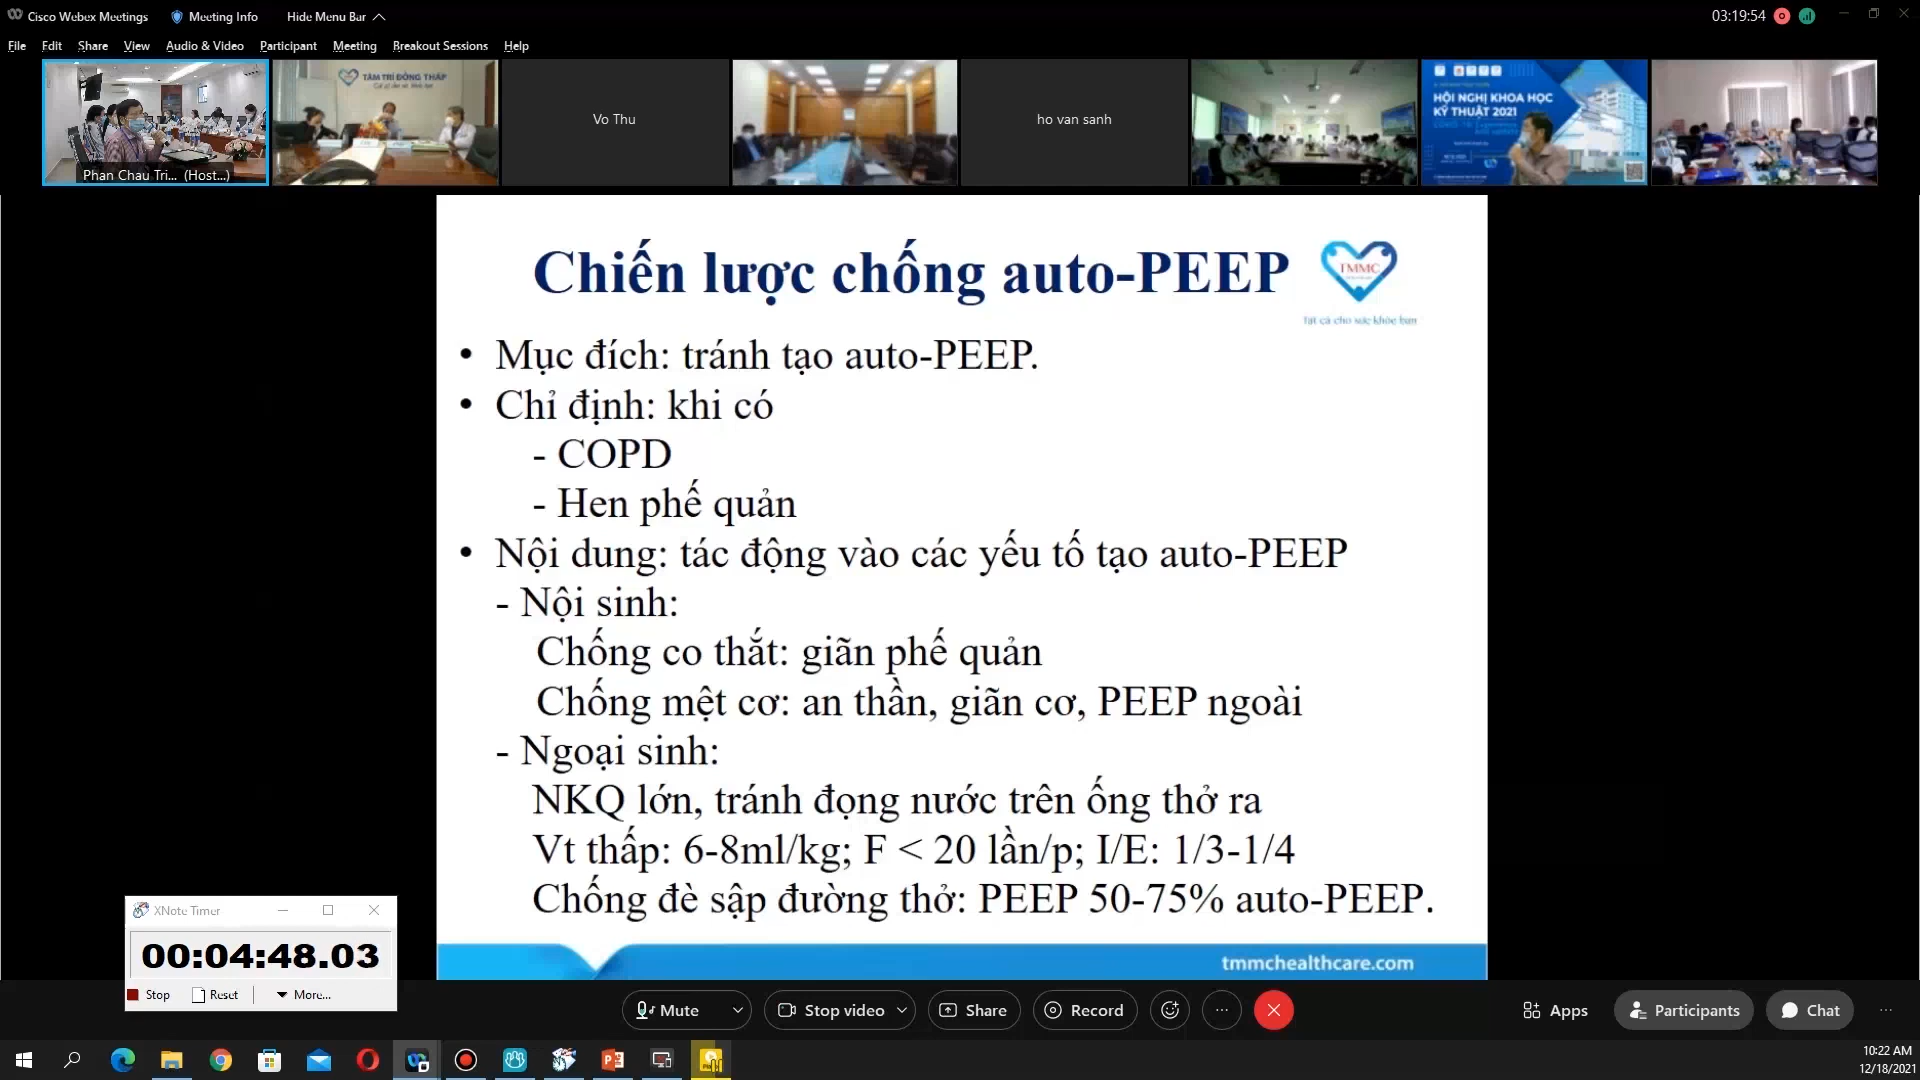 Cisco Webex Meetings
Meeting Info
Hide Menu Bar
03:19:54
File
Edit
Share
View
Audio & Video
Participant
Meeting
Breakout Sessions
Help
Phan Chau Tri... (Host...)
TÂM TRÍ ĐỒNG THÁP
Vo Thu
ho van sanh
HỘI NGHỊ KHOA HỌC
KỸ THUẬT 2021
Chiến lược chống auto-PEEP
TMMC
Tất cả cho sức khỏe bạn
• Mục đích: tránh tạo auto-PEEP.
• Chỉ định: khi có
- COPD
- Hen phế quản
• Nội dung: tác động vào các yếu tố tạo auto-PEEP
- Nội sinh:
Chống co thắt: giãn phế quản
Chống mệt cơ: an thần, giãn cơ, PEEP ngoài
- Ngoại sinh:
NKQ lớn, tránh đọng nước trên ống thở ra
Vt thấp: 6-8ml/kg; F < 20 lần/p; I/E: 1/3-1/4
Chống đè sập đường thở: PEEP 50-75% auto-PEEP.
tmmchealthcare.com
XNote Timer
00:04:48.03
Stop
Reset
More...
Mute
Stop video
Share
Record
Apps
Participants
Chat
10:22 AM
12/18/2021